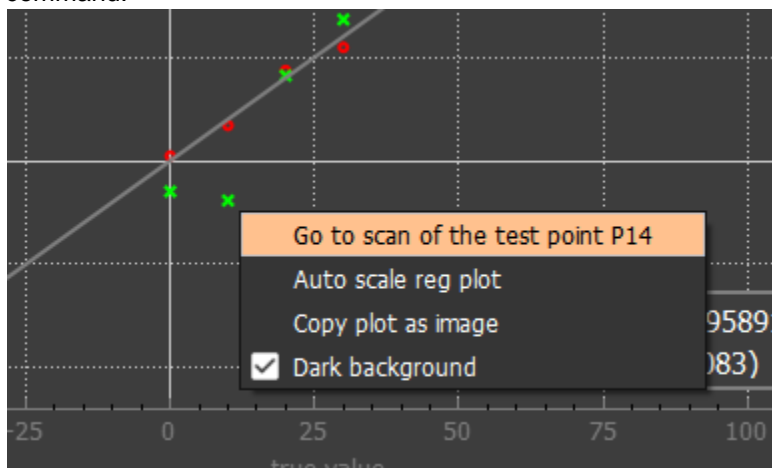 command.
Go to scan of the test point P14
Auto scale reg plot
Copy plot as image
Dark background
9589
083)
-25 0 25 50 75 100
true value